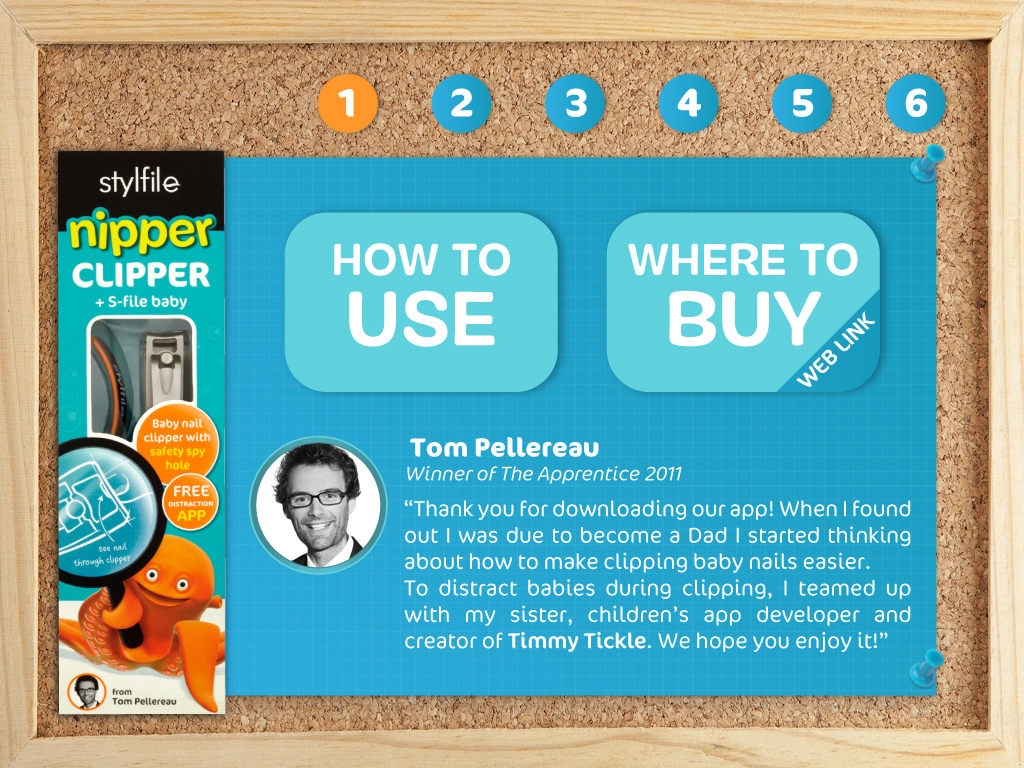 1 2 3 4 5 6
stylfile
nipper
CLIPPER
+ S-file baby
Baby nail
clipper with
safety spy
hole
FREE
DISTRACTION
APP
see nail
through clipper
from
Tom Pellereau
HOW TO
USE
WHERE TO
BUY
WEB LINK
Tom Pellereau
Winner of The Apprentice 2011
“Thank you for downloading our app! When I found
out I was due to become a Dad I started thinking
about how to make clipping baby nails easier.
To distract babies during clipping, I teamed up
with my sister, children’s app developer and
creator of Timmy Tickle. We hope you enjoy it!”